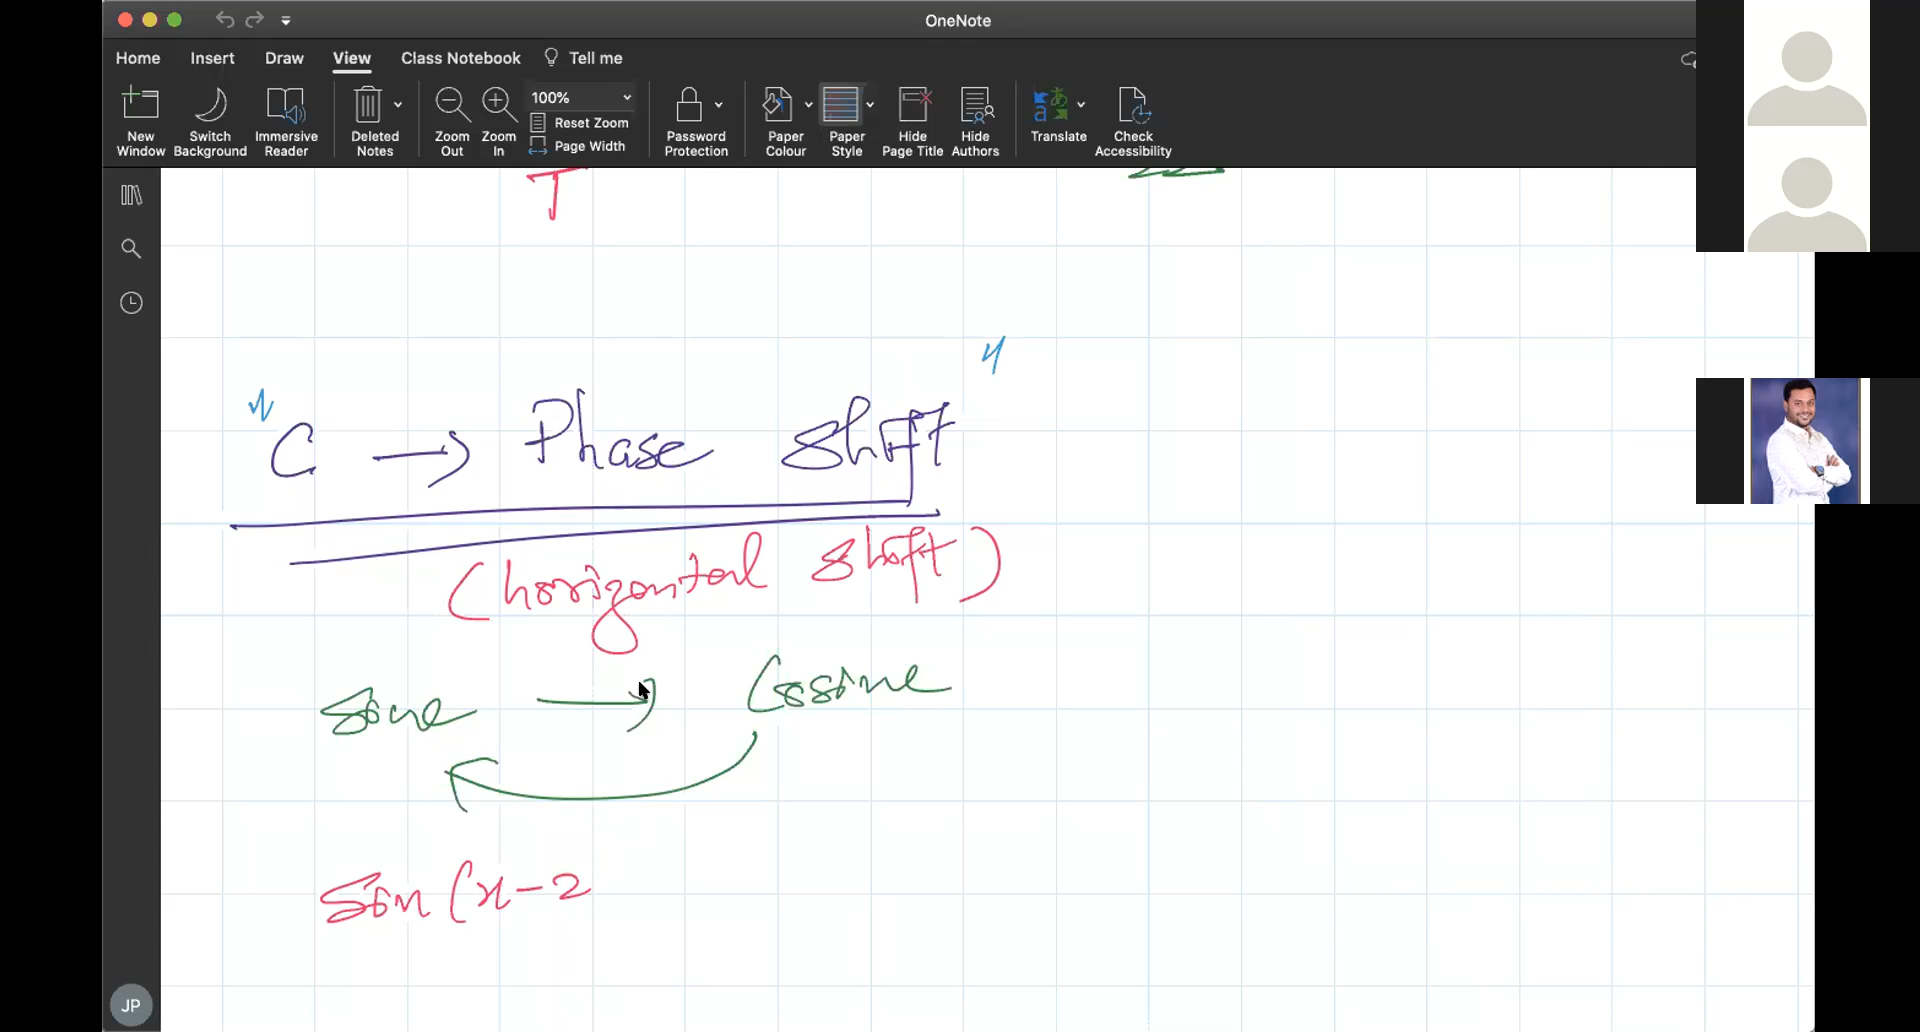 OneNote
Home Insert Draw View Class Notebook Tell me
New Window Switch Background Immersive Reader Deleted Notes Zoom Out Zoom In 100% Reset Zoom Page Width Password Protection Paper Colour Paper Style Hide Page Title Hide Authors Translate Check Accessibility
T
" C → Phase shift "
(horizontal shift)
sine → Cosine
sin (x-2
JP